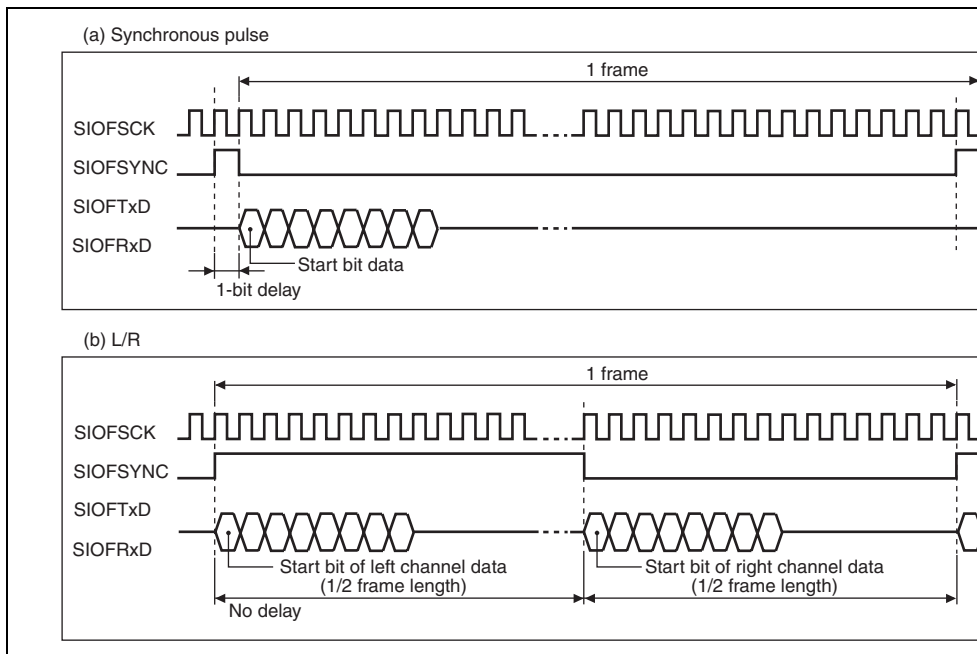 (a) Synchronous pulse
1 frame
SIOFSCK
SIOFSYNC
SIOFTxD
SIOFRxD
Start bit data
1-bit delay
(b) L/R
1 frame
SIOFSCK
SIOFSYNC
SIOFTxD
SIOFRxD
Start bit of left channel data
(1/2 frame length)
Start bit of right channel data
(1/2 frame length)
No delay